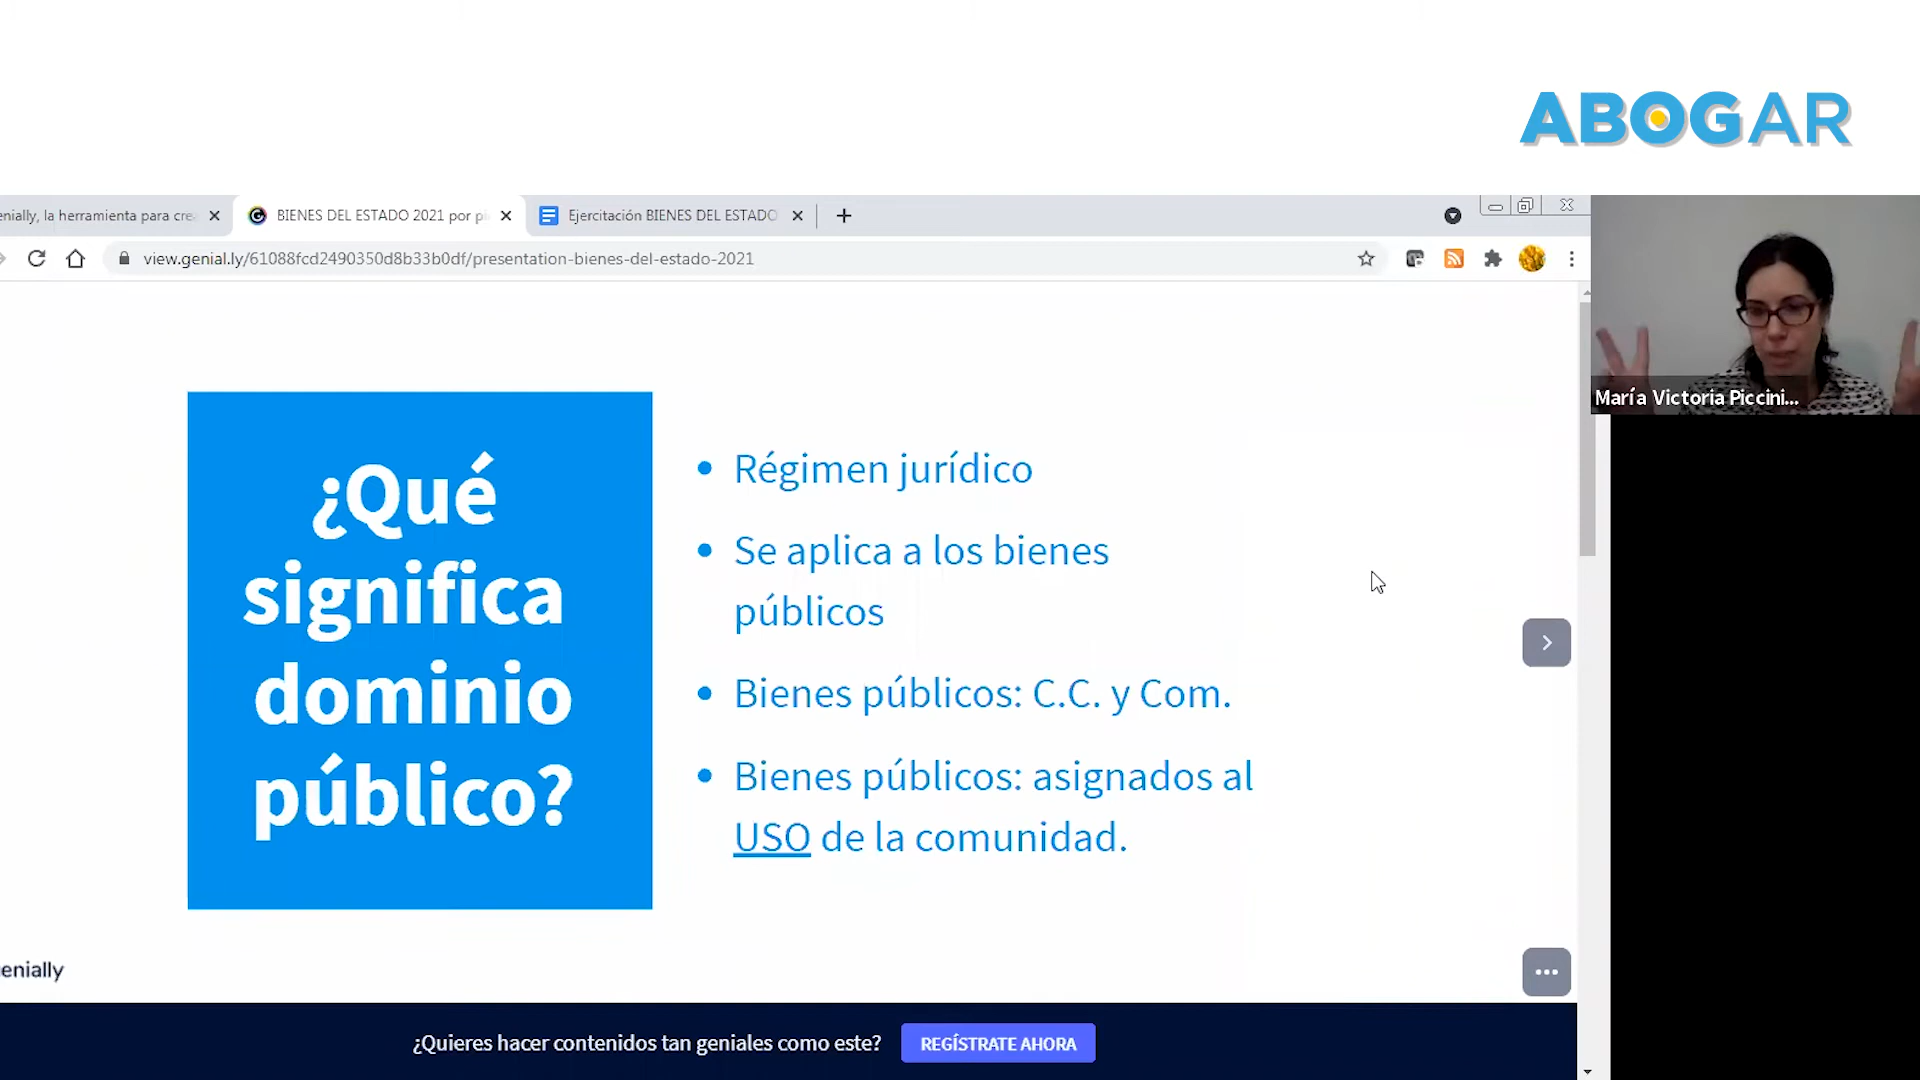 ABOGAR
enially, la herramienta para crea
BIENES DEL ESTADO 2021 por pi
Ejercitación BIENES DEL ESTADO
view.genial.ly/61088fcd2490350d8b33b0df/presentation-bienes-del-estado-2021
María Victoria Piccini...
¿Qué
significa
dominio
público?
• Régimen jurídico
• Se aplica a los bienes
públicos
• Bienes públicos: C.C. y Com.
• Bienes públicos: asignados al
USO de la comunidad.
enially
¿Quieres hacer contenidos tan geniales como este?
REGÍSTRATE AHORA